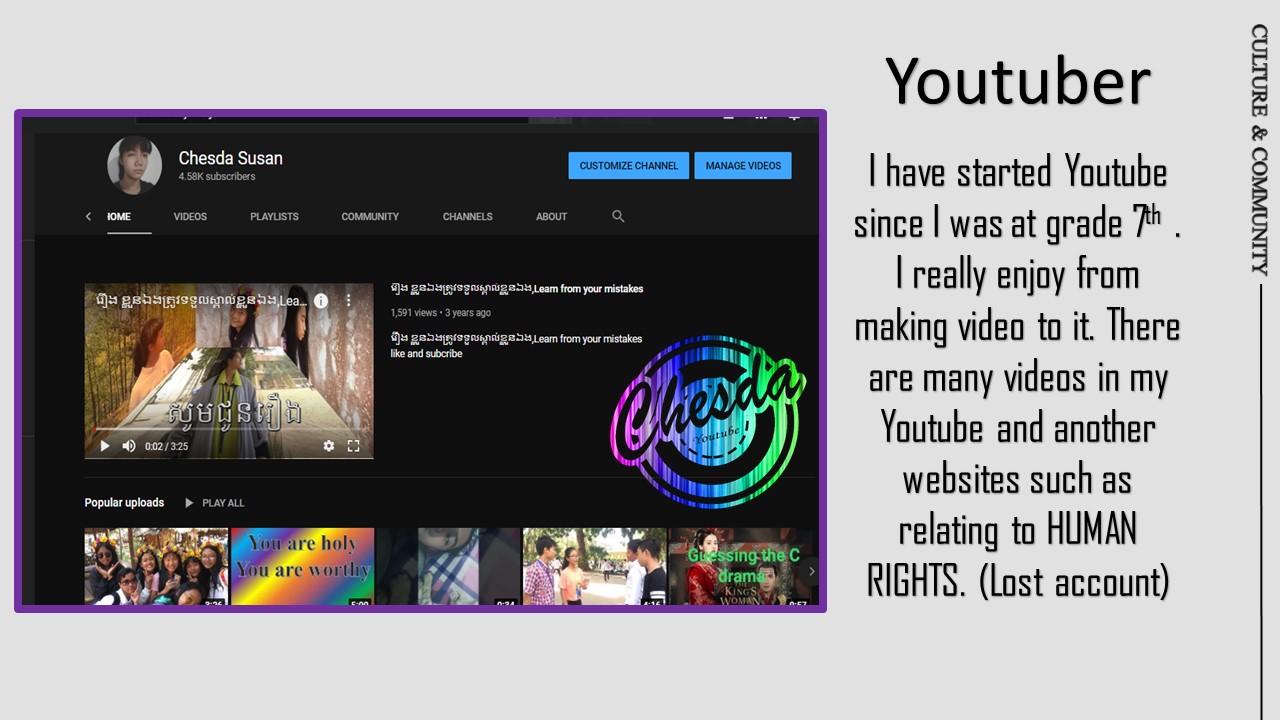 Youtuber
I have started Youtube
since I was at grade 7th .
I really enjoy from
making video to it. There
are many videos in my
Youtube and another
websites such as
relating to HUMAN
RIGHTS. (Lost account)
CULTURE & COMMUNITY
Chesda Susan
4.58K subscribers
CUSTOMIZE CHANNEL
MANAGE VIDEOS
HOME VIDEOS PLAYLISTS COMMUNITY CHANNELS ABOUT
រឿង ខ្លួនឯងត្រូវទទួលស្គាល់ខ្លួនឯង,Lea...
សូមជូនរឿង
0:02 / 3:25
រឿង ខ្លួនឯងត្រូវទទួលស្គាល់ខ្លួនឯង,Learn from your mistakes
1,591 views • 3 years ago
រឿង ខ្លួនឯងត្រូវទទួលស្គាល់ខ្លួនឯង,Learn from your mistakes
like and subcribe
Chesda
Youtube
Popular uploads PLAY ALL
You are holy
You are worthy
Guessing the C
drama
THE
KING'S
WOMAN
3:26
5:00
0:34
4:16
0:57